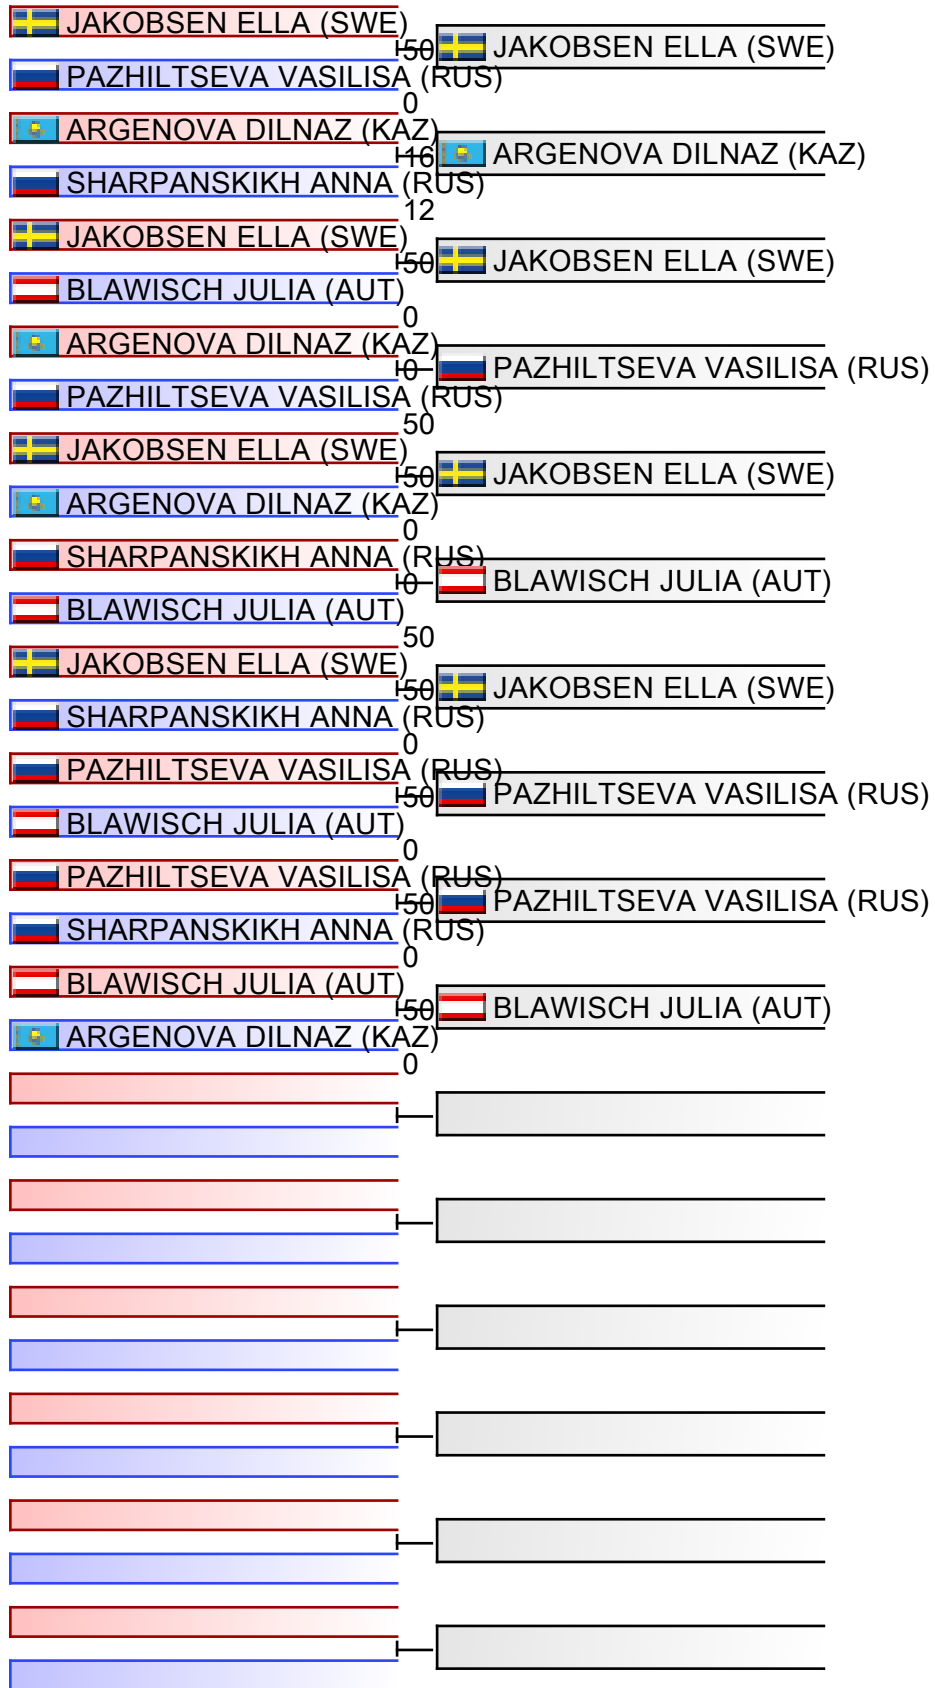 JAKOBSEN ELLA (SWE)
50
JAKOBSEN ELLA (SWE)
PAZHILTSEVA VASILISA (RUS)
0
ARGENOVA DILNAZ (KAZ)
16
ARGENOVA DILNAZ (KAZ)
SHARPANSKIKH ANNA (RUS)
12
JAKOBSEN ELLA (SWE)
50
JAKOBSEN ELLA (SWE)
BLAWISCH JULIA (AUT)
0
ARGENOVA DILNAZ (KAZ)
0
PAZHILTSEVA VASILISA (RUS)
PAZHILTSEVA VASILISA (RUS)
50
JAKOBSEN ELLA (SWE)
50
JAKOBSEN ELLA (SWE)
ARGENOVA DILNAZ (KAZ)
0
SHARPANSKIKH ANNA (RUS)
0
BLAWISCH JULIA (AUT)
BLAWISCH JULIA (AUT)
50
JAKOBSEN ELLA (SWE)
50
JAKOBSEN ELLA (SWE)
SHARPANSKIKH ANNA (RUS)
0
PAZHILTSEVA VASILISA (RUS)
50
PAZHILTSEVA VASILISA (RUS)
BLAWISCH JULIA (AUT)
0
PAZHILTSEVA VASILISA (RUS)
50
PAZHILTSEVA VASILISA (RUS)
SHARPANSKIKH ANNA (RUS)
0
BLAWISCH JULIA (AUT)
50
BLAWISCH JULIA (AUT)
ARGENOVA DILNAZ (KAZ)
0